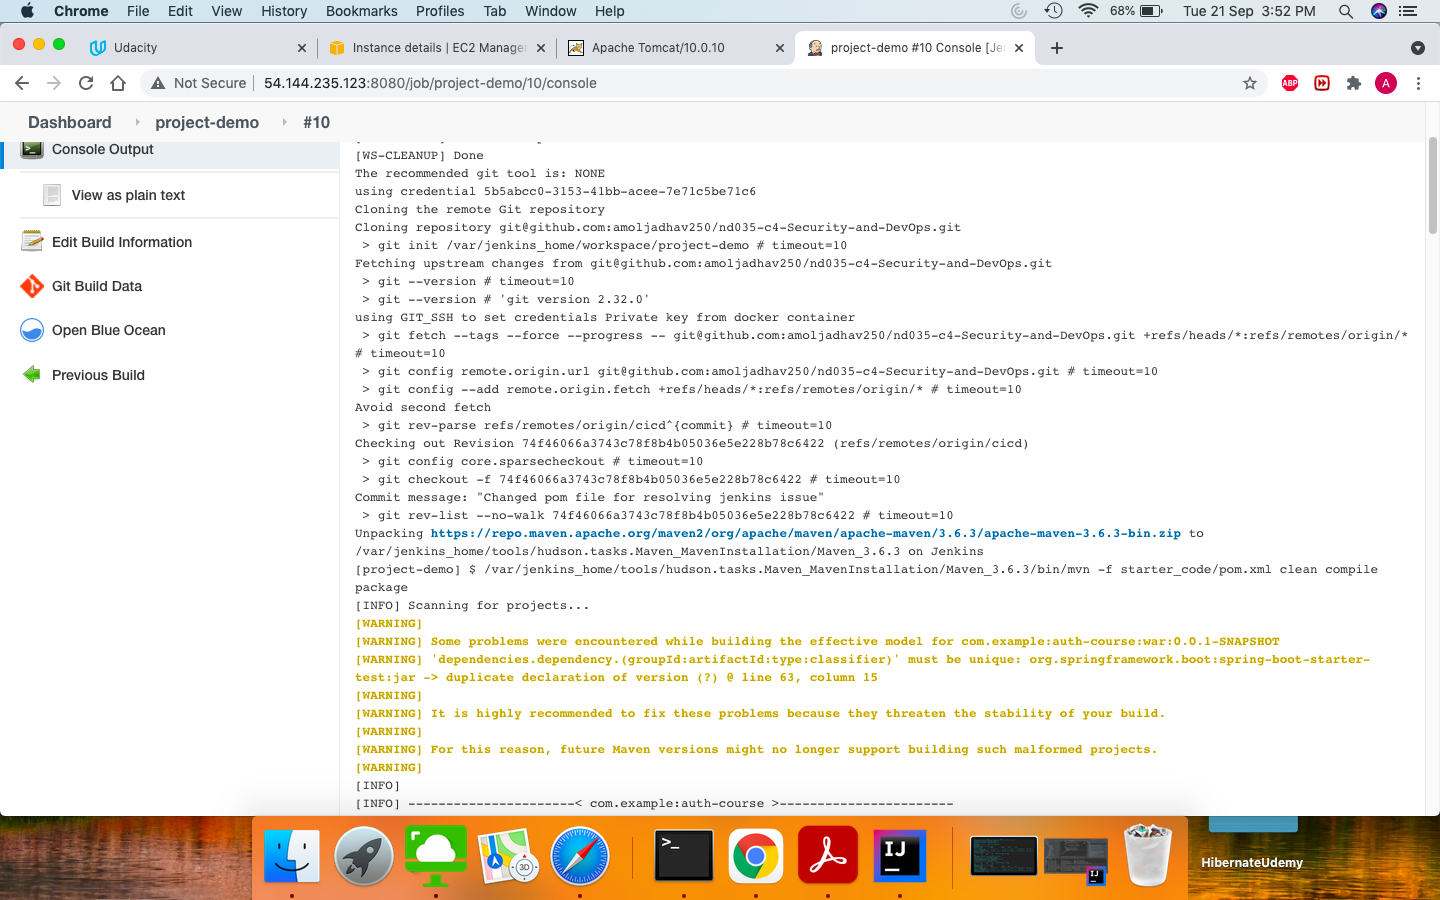 Chrome File Edit View History Bookmarks Profiles Tab Window Help 68% Tue 21 Sep 3:52 PM
Udacity Instance details | EC2 Manage Apache Tomcat/10.0.10 project-demo #10 Console [Je
Not Secure 54.144.235.123:8080/job/project-demo/10/console ABP A
Dashboard project-demo #10
Console Output
View as plain text
Edit Build Information
Git Build Data
Open Blue Ocean
Previous Build
[WS-CLEANUP] Done
The recommended git tool is: NONE
using credential 5b5abcc0-3153-41bb-acee-7e71c5be71c6
Cloning the remote Git repository
Cloning repository git@github.com:amoljadhav250/nd035-c4-Security-and-DevOps.git
> git init /var/jenkins_home/workspace/project-demo # timeout=10
Fetching upstream changes from git@github.com:amoljadhav250/nd035-c4-Security-and-DevOps.git
> git --version # timeout=10
> git --version # 'git version 2.32.0'
using GIT_SSH to set credentials Private key from docker container
> git fetch --tags --force --progress -- git@github.com:amoljadhav250/nd035-c4-Security-and-DevOps.git +refs/heads/*:refs/remotes/origin/*
# timeout=10
> git config remote.origin.url git@github.com:amoljadhav250/nd035-c4-Security-and-DevOps.git # timeout=10
> git config --add remote.origin.fetch +refs/heads/*:refs/remotes/origin/* # timeout=10
Avoid second fetch
> git rev-parse refs/remotes/origin/cicd^{commit} # timeout=10
Checking out Revision 74f46066a3743c78f8b4b05036e5e228b78c6422 (refs/remotes/origin/cicd)
> git config core.sparsecheckout # timeout=10
> git checkout -f 74f46066a3743c78f8b4b05036e5e228b78c6422 # timeout=10
Commit message: "Changed pom file for resolving jenkins issue"
> git rev-list --no-walk 74f46066a3743c78f8b4b05036e5e228b78c6422 # timeout=10
Unpacking https://repo.maven.apache.org/maven2/org/apache/maven/apache-maven/3.6.3/apache-maven-3.6.3-bin.zip to
/var/jenkins_home/tools/hudson.tasks.Maven_MavenInstallation/Maven_3.6.3 on Jenkins
[project-demo] $ /var/jenkins_home/tools/hudson.tasks.Maven_MavenInstallation/Maven_3.6.3/bin/mvn -f starter_code/pom.xml clean compile
package
[INFO] Scanning for projects...
[WARNING]
[WARNING] Some problems were encountered while building the effective model for com.example:auth-course:war:0.0.1-SNAPSHOT
[WARNING] 'dependencies.dependency.(groupId:artifactId:type:classifier)' must be unique: org.springframework.boot:spring-boot-starter-
test:jar -> duplicate declaration of version (?) @ line 63, column 15
[WARNING]
[WARNING] It is highly recommended to fix these problems because they threaten the stability of your build.
[WARNING]
[WARNING] For this reason, future Maven versions might no longer support building such malformed projects.
[WARNING]
[INFO]
[INFO] ----------------------< com.example:auth-course >-----------------------
3D
>_
IJ
IJ
HibernateUdemy